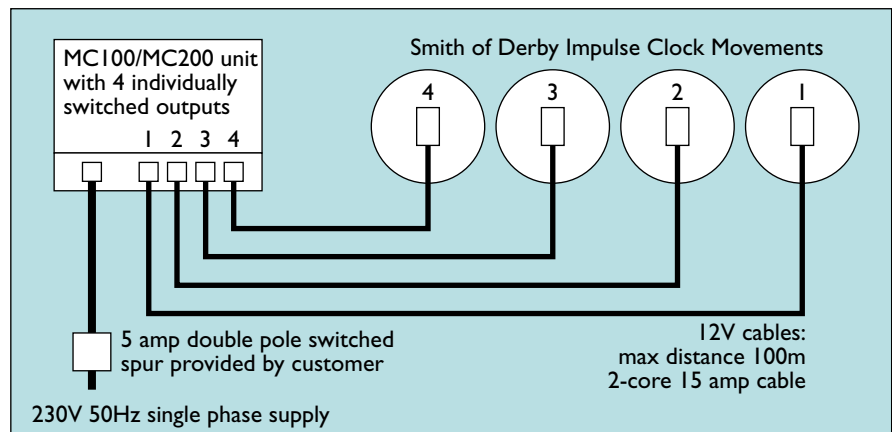 MC100/MC200 unit
with 4 individually
switched outputs
1 2 3 4
Smith of Derby Impulse Clock Movements
4 3 2 1
5 amp double pole switched
spur provided by customer
230V 50Hz single phase supply
12V cables:
max distance 100m
2-core 15 amp cable